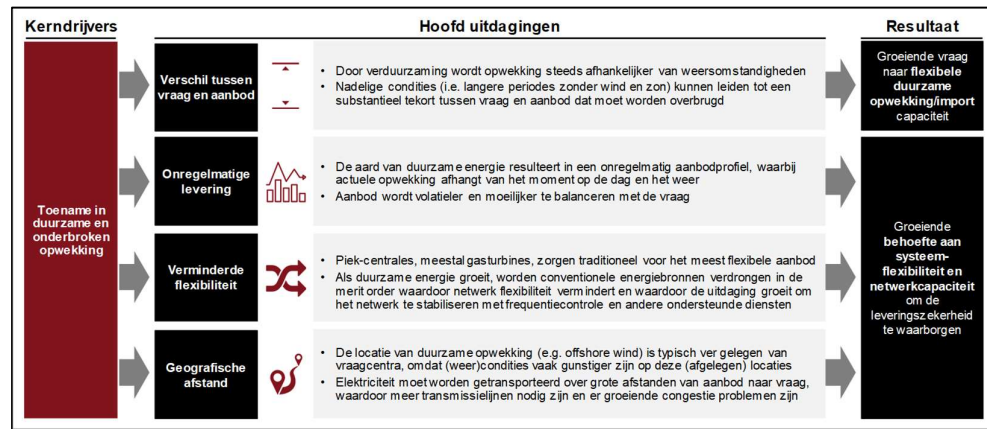 Kerndrijvers
Hoofd uitdagingen
Resultaat
Toename in
duurzame en
onderbroken
opwekking
Verschil tussen
vraag en aanbod
• Door verduurzaming wordt opwekking steeds afhankelijker van weersomstandigheden
• Nadelige condities (i.e. langere periodes zonder wind en zon) kunnen leiden tot een
substantieel tekort tussen vraag en aanbod dat moet worden overbrugd
Groeiende vraag
naar flexibele
duurzame
opwekking/import
capaciteit
Onregelmatige
levering
• De aard van duurzame energie resulteert in een onregelmatig aanbodprofiel, waarbij
actuele opwekking afhangt van het moment op de dag en het weer
• Aanbod wordt volatieler en moeilijker te balanceren met de vraag
Verminderde
flexibiliteit
• Piek-centrales, meestal gasturbines, zorgen traditioneel voor het meest flexibele aanbod
• Als duurzame energie groeit, worden conventionele energiebronnen verdrongen in de
merit order waardoor netwerk flexibiliteit vermindert en waardoor de uitdaging groeit om
het netwerk te stabiliseren met frequentiecontrole en andere ondersteunde diensten
Geografische
afstand
• De locatie van duurzame opwekking (e.g. offshore wind) is typisch ver gelegen van
vraagcentra, omdat (weer)condities vaak gunstiger zijn op deze (afgelegen) locaties
• Elektriciteit moet worden getransporteerd over grote afstanden van aanbod naar vraag,
waardoor meer transmissielijnen nodig zijn en er groeiende congestie problemen zijn
Groeiende
behoefte aan
systeem-
flexibiliteit en
netwerkcapaciteit
om de
leveringszekerheid
te waarborgen